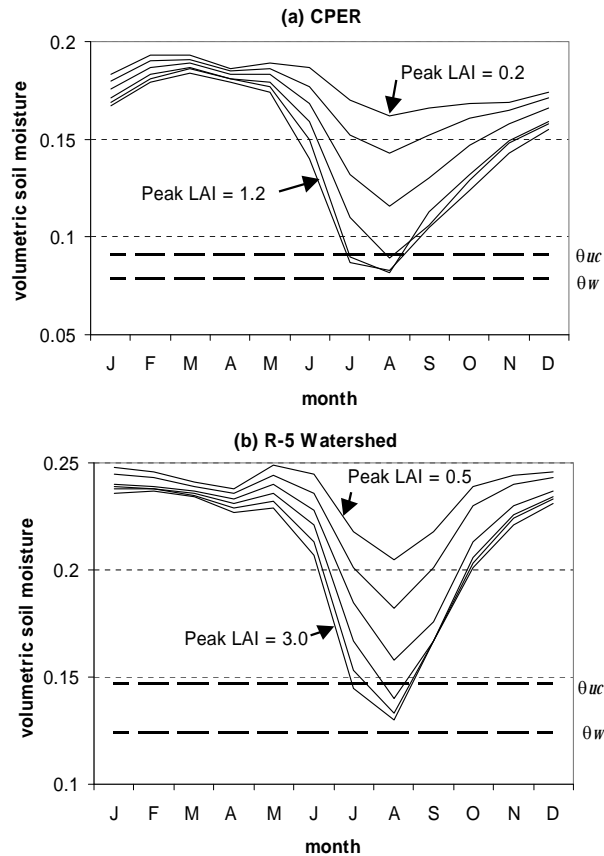 (a) CPER
0.2
0.15
0.1
0.05
volumetric soil moisture
Peak LAI = 0.2
Peak LAI = 1.2
θuc
θw
J F M A M J J A S O N D
month
(b) R-5 Watershed
0.25
0.2
0.15
0.1
volumetric soil moisture
Peak LAI = 0.5
Peak LAI = 3.0
θuc
θw
J F M A M J J A S O N D
month